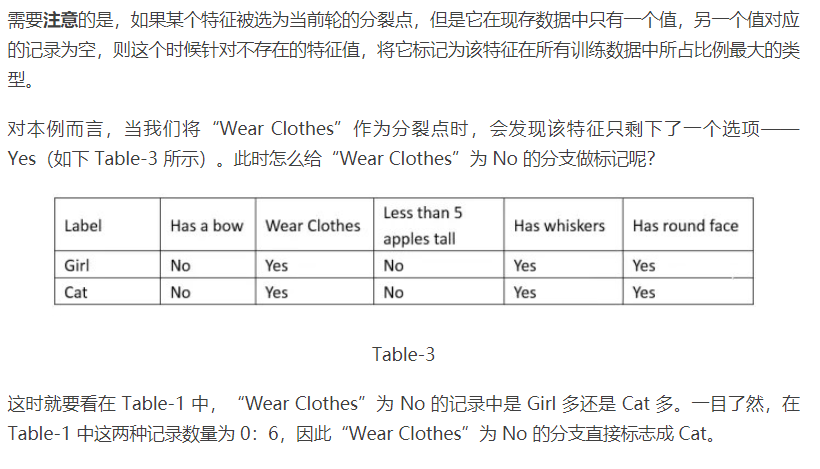 需要注意的是，如果某个特征被选为当前轮的分裂点，但是它在现存数据中只有一个值，另一个值对应
的记录为空，则这个时候针对不存在的特征值，将它标记为该特征在所有训练数据中所占比例最大的类
型。
对本例而言，当我们将“Wear Clothes”作为分裂点时，会发现该特征只剩下了一个选项——
Yes（如下 Table-3 所示）。此时怎么给“Wear Clothes”为 No 的分支做标记呢？
Label Has a bow Wear Clothes Less than 5 apples tall Has whiskers Has round face
Girl No Yes No Yes Yes
Cat No Yes No Yes Yes
Table-3
这时就要看在 Table-1 中，“Wear Clothes”为 No 的记录中是 Girl 多还是 Cat 多。一目了然，在
Table-1 中这两种记录数量为 0：6，因此“Wear Clothes”为 No 的分支直接标志成 Cat。